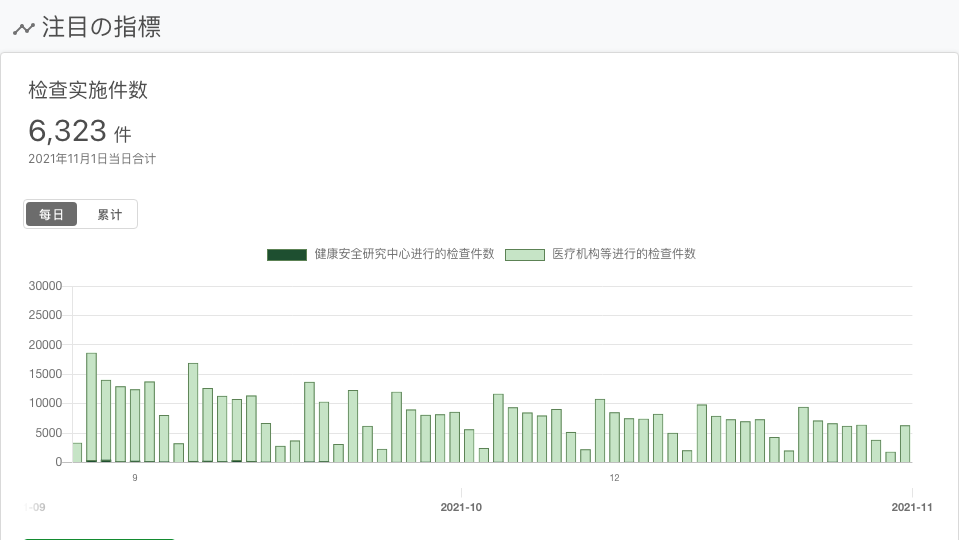 注目の指標
检查实施件数
6,323 件
2021年11月1日当日合计
每日 累计
健康安全研究中心进行的检查件数 医疗机构等进行的检查件数
30000
25000
20000
15000
10000
5000
0
9 12
-09 2021-10 2021-11